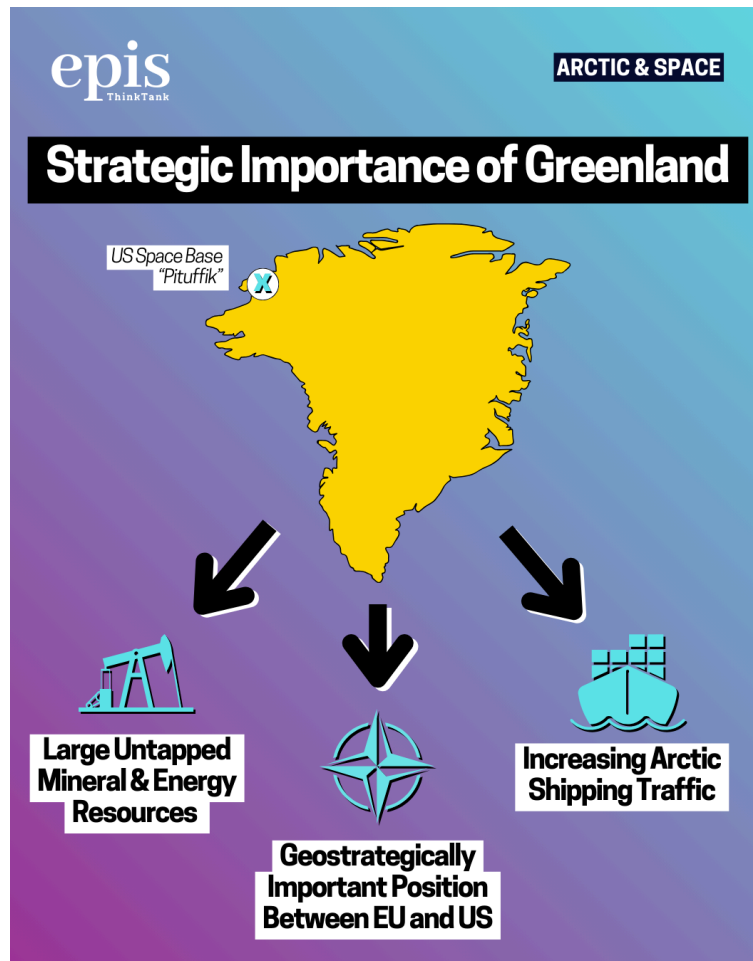 epis
ThinkTank
ARCTIC & SPACE
Strategic Importance of Greenland
US Space Base
“Pituffik”
X
Large Untapped
Mineral & Energy
Resources
Geostrategically
Important Position
Between EU and US
Increasing Arctic
Shipping Traffic